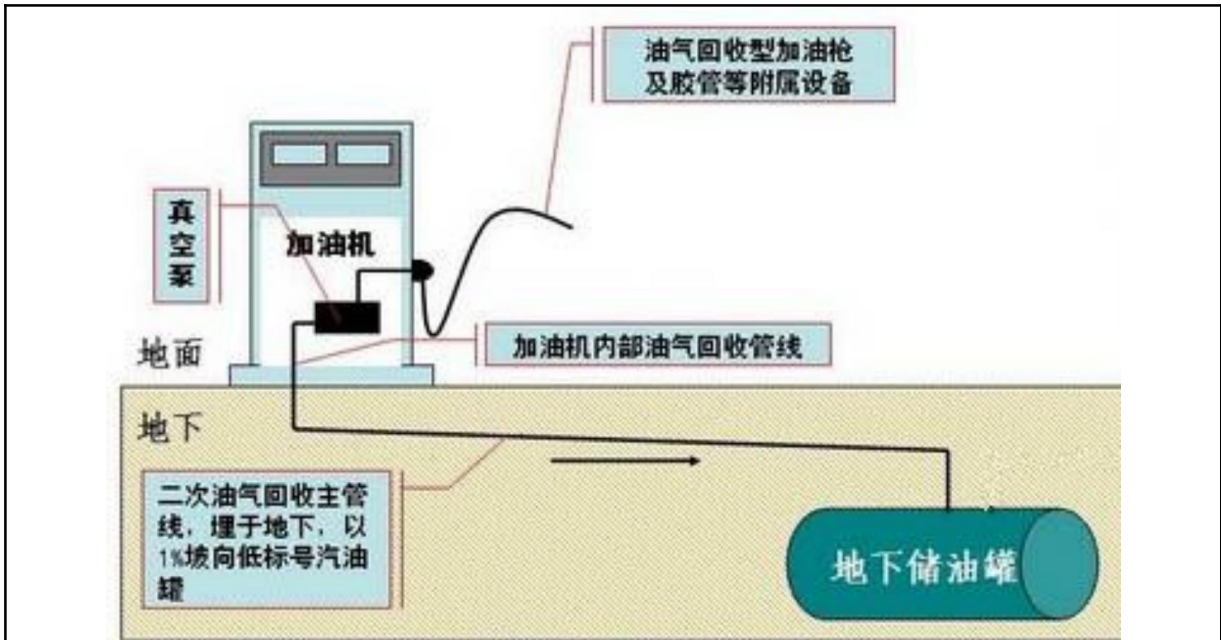 油气回收型加油枪
及胶管等附属设备
真
空
泵
加油机
地面
加油机内部油气回收管线
地下
二次油气回收主管
线，埋于地下，以
1%坡向低标号汽油
罐
地下储油罐